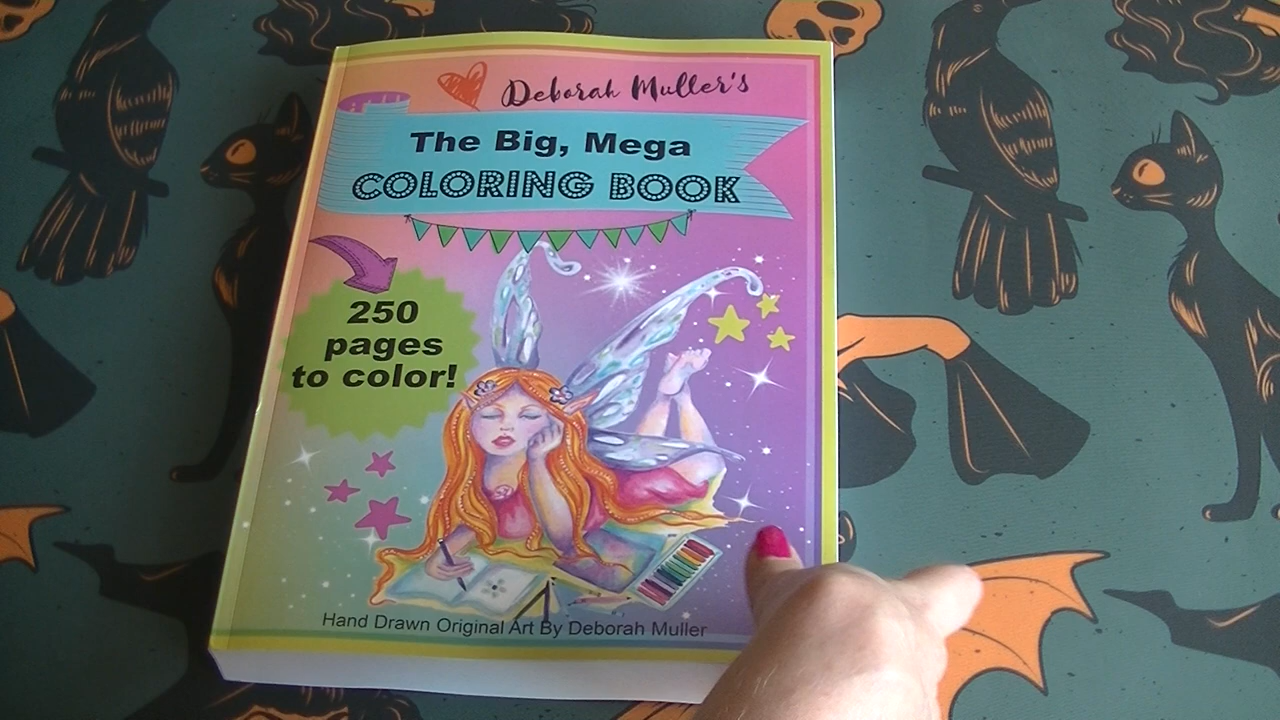 Deborah Muller's
The Big, Mega
COLORING BOOK
250
pages
to color!
Hand Drawn Original Art By Deborah Muller